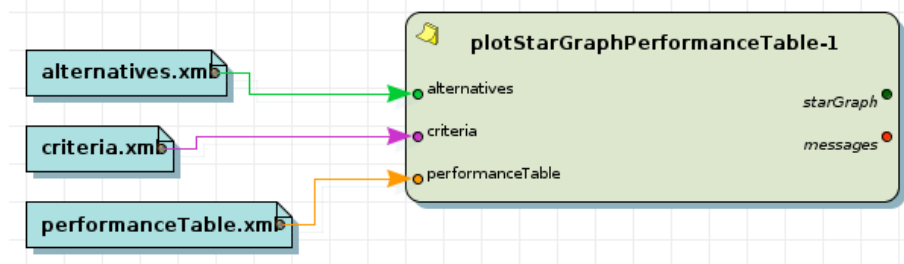 plotStarGraphPerformanceTable-1
alternatives.xml
alternatives
starGraph
criteria.xml
criteria
messages
performanceTable
performanceTable.xml